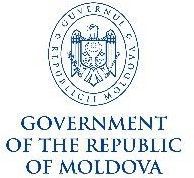 GUVERNUL
REPUBLICII MOLDOVA
GOVERNMENT
OF THE REPUBLIC
OF MOLDOVA